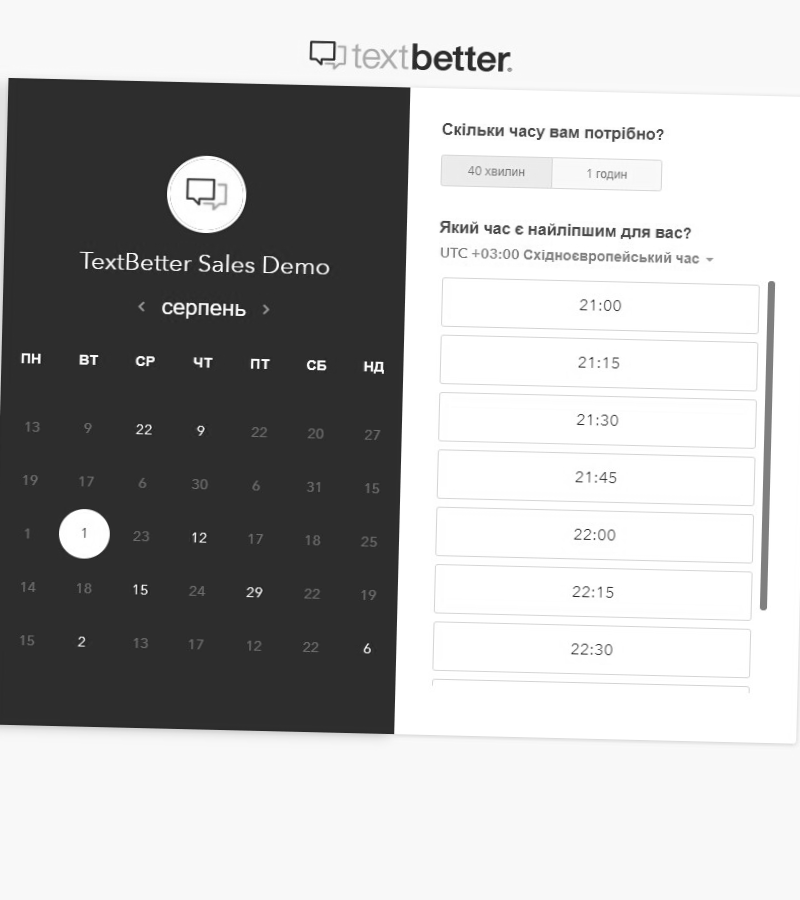 textbetter.
TextBetter Sales Demo
серпень
ПН ВТ СР ЧТ ПТ СБ НД
13 9 22 9 22 20 27
19 17 6 30 6 31 15
1 1 23 12 17 18 25
14 18 15 24 29 22 19
15 2 13 17 12 22 6
Скільки часу вам потрібно?
40 хвилин 1 годин
Який час є найліпшим для вас?
UTC +03:00 Східноєвропейський час
21:00
21:15
21:30
21:45
22:00
22:15
22:30